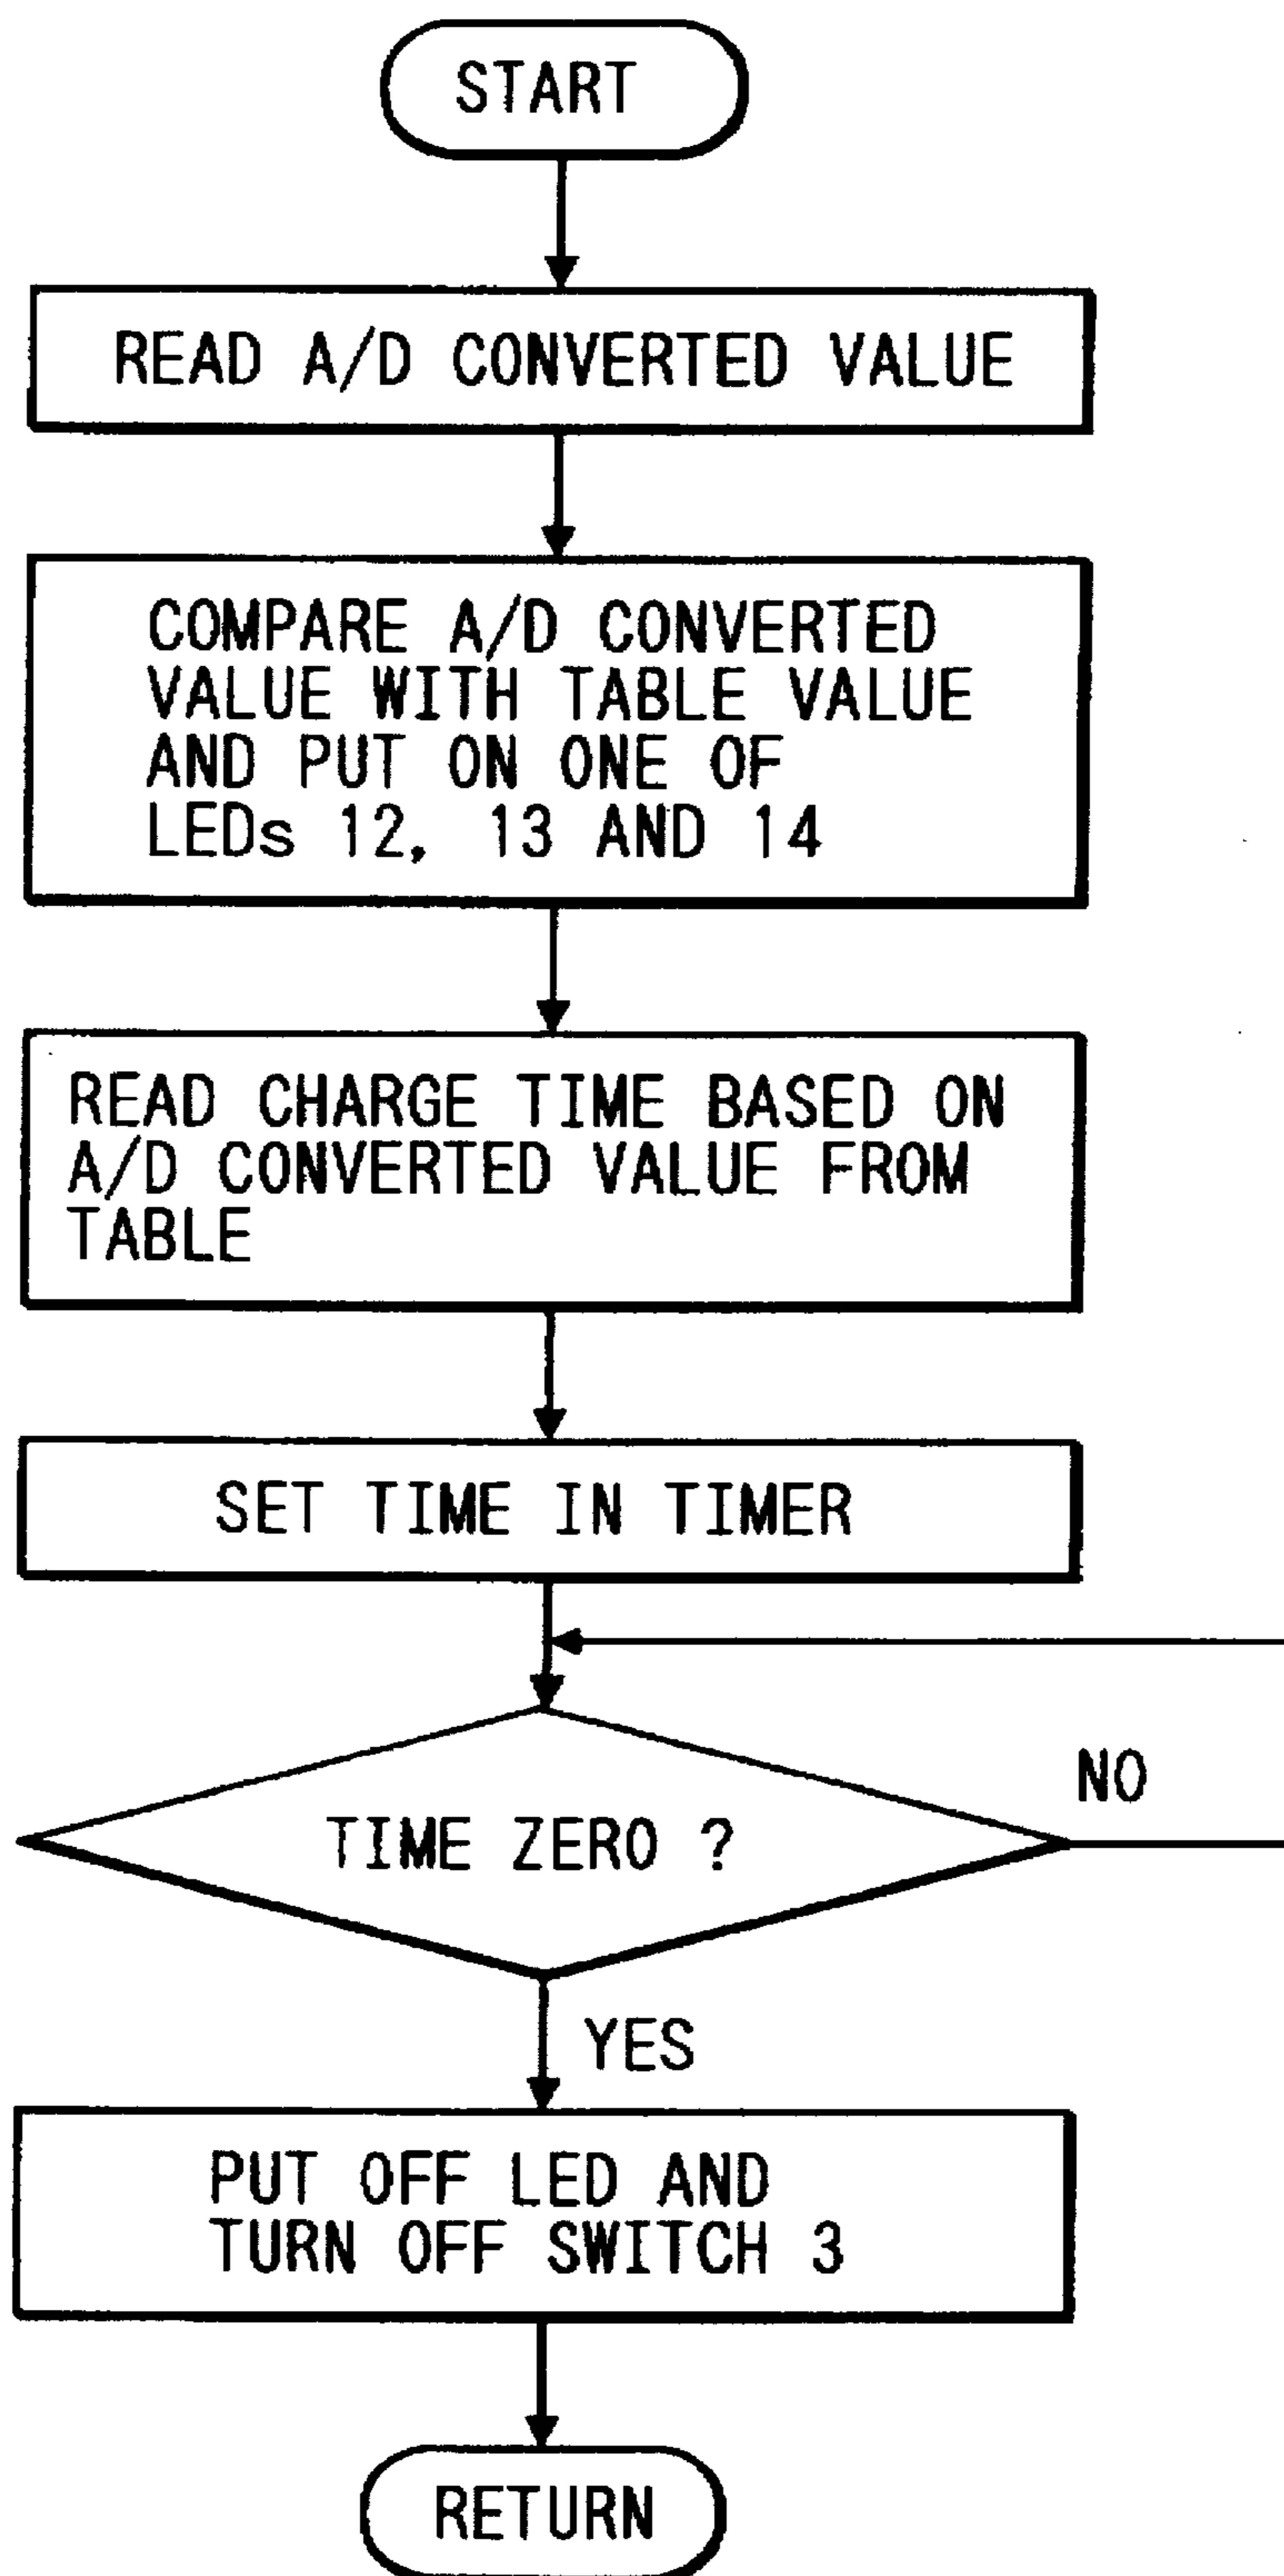 START
READ A/D CONVERTED VALUE
COMPARE A/D CONVERTED
VALUE WITH TABLE VALUE
AND PUT ON ONE OF
LEDs 12, 13 AND 14
READ CHARGE TIME BASED ON
A/D CONVERTED VALUE FROM
TABLE
SET TIME IN TIMER
TIME ZERO ?
NO
YES
PUT OFF LED AND
TURN OFF SWITCH 3
RETURN